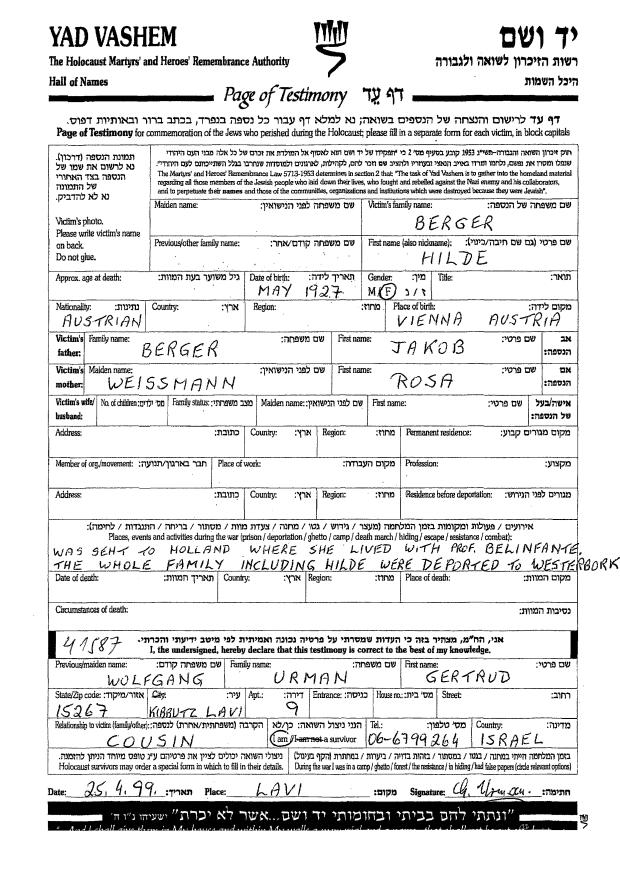 YAD VASHEM
יד ושם
The Holocaust Martyrs' and Heroes' Remembrance Authority
רשות הזיכרון לשואה ולגבורה
Hall of Names
היכל השמות
Page of Testimony דף עד
דף עד לרישום והנצחה של הנספים בשואה; נא למלא דף עבור כל נספה בנפרד, בכתב ברור ובאותיות דפוס.
Page of Testimony for commemoration of the Jews who perished during the Holocaust; please fill in a separate form for each victim, in block capitals
תמונת הנספה (דרכון).
נא לרשום את שמו של
הנספה בצד האחורי
של התמונה
נא לא להדביק.
Victim's photo.
Please write victim's name
on back.
Do not glue.
The Martyrs' and Heroes' Remembrance Law 5713-1953 determines in section 2 that: "The task of Yad Vashem is to gather into the homeland material
regarding all those members of the Jewish people who laid down their lives, who fought and rebelled against the Nazi enemy and his collaborators,
and to perpetuate their names and those of the communities, organizations and institutions which were destroyed because they were Jewish".
Maiden name: שם משפחה לפני הנישואין: Victim's family name: שם משפחה של הנספה:
BERGER
Previous/other family name: שם משפחה קודם/אחר: First name (also nickname): שם פרטי (גם שם חיבה/כינוי):
HILDE
Approx. age at death: גיל משוער בעת המוות: Date of birth: תאריך לידה: Gender: מין: Title: תואר:
MAY 1927 M/F ז/נ
Nationality: נתינות: Country: ארץ: Region: מחוז: Place of birth: מקום לידה:
AUSTRIAN VIENNA AUSTRIA
Victim's father: Family name: שם משפחה: First name: שם פרטי: אב הנספה:
BERGER JAKOB
Victim's mother: Maiden name: שם לפני הנישואין: First name: שם פרטי: אם הנספה:
WEISSMANN ROSA
Victim's wife/husband: No. of children: מס' ילדים: Family status: מצב משפחתי: Maiden name: שם לפני הנישואין: First name: שם פרטי: אישה/בעל של הנספה:
Address: כתובת: Country: ארץ: Region: מחוז: Permanent residence: מקום מגורים קבוע:
Member of org./movement: חבר בארגון/תנועה: Place of work: מקום העבודה: Profession: מקצוע:
Address: כתובת: Country: ארץ: Region: מחוז: Residence before deportation: מגורים לפני הגירוש:
אירועים / פעולות ומקומות בזמן המלחמה (מעצר / גירוש / גטו / מחנה / צעדת מוות / מסתור / בריחה / התנגדות / לחימה):
Places, events and activities during the war (prison / deportation / ghetto / camp / death march / hiding / escape / resistance / combat):
WAS SENT TO HOLLAND WHERE SHE LIVED WITH PROF. BELINFANTE.
THE WHOLE FAMILY INCLUDING HILDE WERE DEPORTED TO WESTERBORK
Date of death: תאריך המוות: Country: ארץ: Region: מחוז: Place of death: מקום המוות:
Circumstances of death: נסיבות המוות:
41587
אני, הח"מ, מצהיר בזה כי העדות שמסרתי על פרטיה נכונה ואמיתית לפי מיטב ידיעתי והכרתי.
I, the undersigned, hereby declare that this testimony is correct to the best of my knowledge.
Previous/maiden name: שם משפחה קודם: Family name: שם משפחה: First name: שם פרטי:
WOLFGANG URMAN GERTRUD
State/Zip code: אזור/מיקוד: City: עיר: Apt.: דירה: Entrance: כניסה: House no.: מס' בית: Street: רחוב:
15267 KIBBUTZ LAVI 9
Relationship to victim (family/other): הקרבה (משפחתית/אחרת) לנספה: הנני ניצול השואה: כן/לא Tel.: מס' טלפון: Country: מדינה:
COUSIN I am / I am not a survivor 06-6799264 ISRAEL
ניצולי השואה יכולים לציין את פרטיהם ע"ג טופס מיוחד הניתן להזמנה.
Holocaust survivors may order a special form in which to fill in their details.
בזמן המלחמה הייתי במחנה / בגטו / במסתור / בזהות בדויה / ביערות / במחתרת (הקף בעיגול)
During the war I was in a camp / ghetto / forest / the resistance / in hiding/had false papers (circle relevant options)
Date: 25.4.99. תאריך: Place: LAVI מקום: Signature: G. Urman. חתימה:
"ונתתי להם בביתי ובחומותי יד ושם...אשר לא יכרת" ישעיהו נ"ו ה'